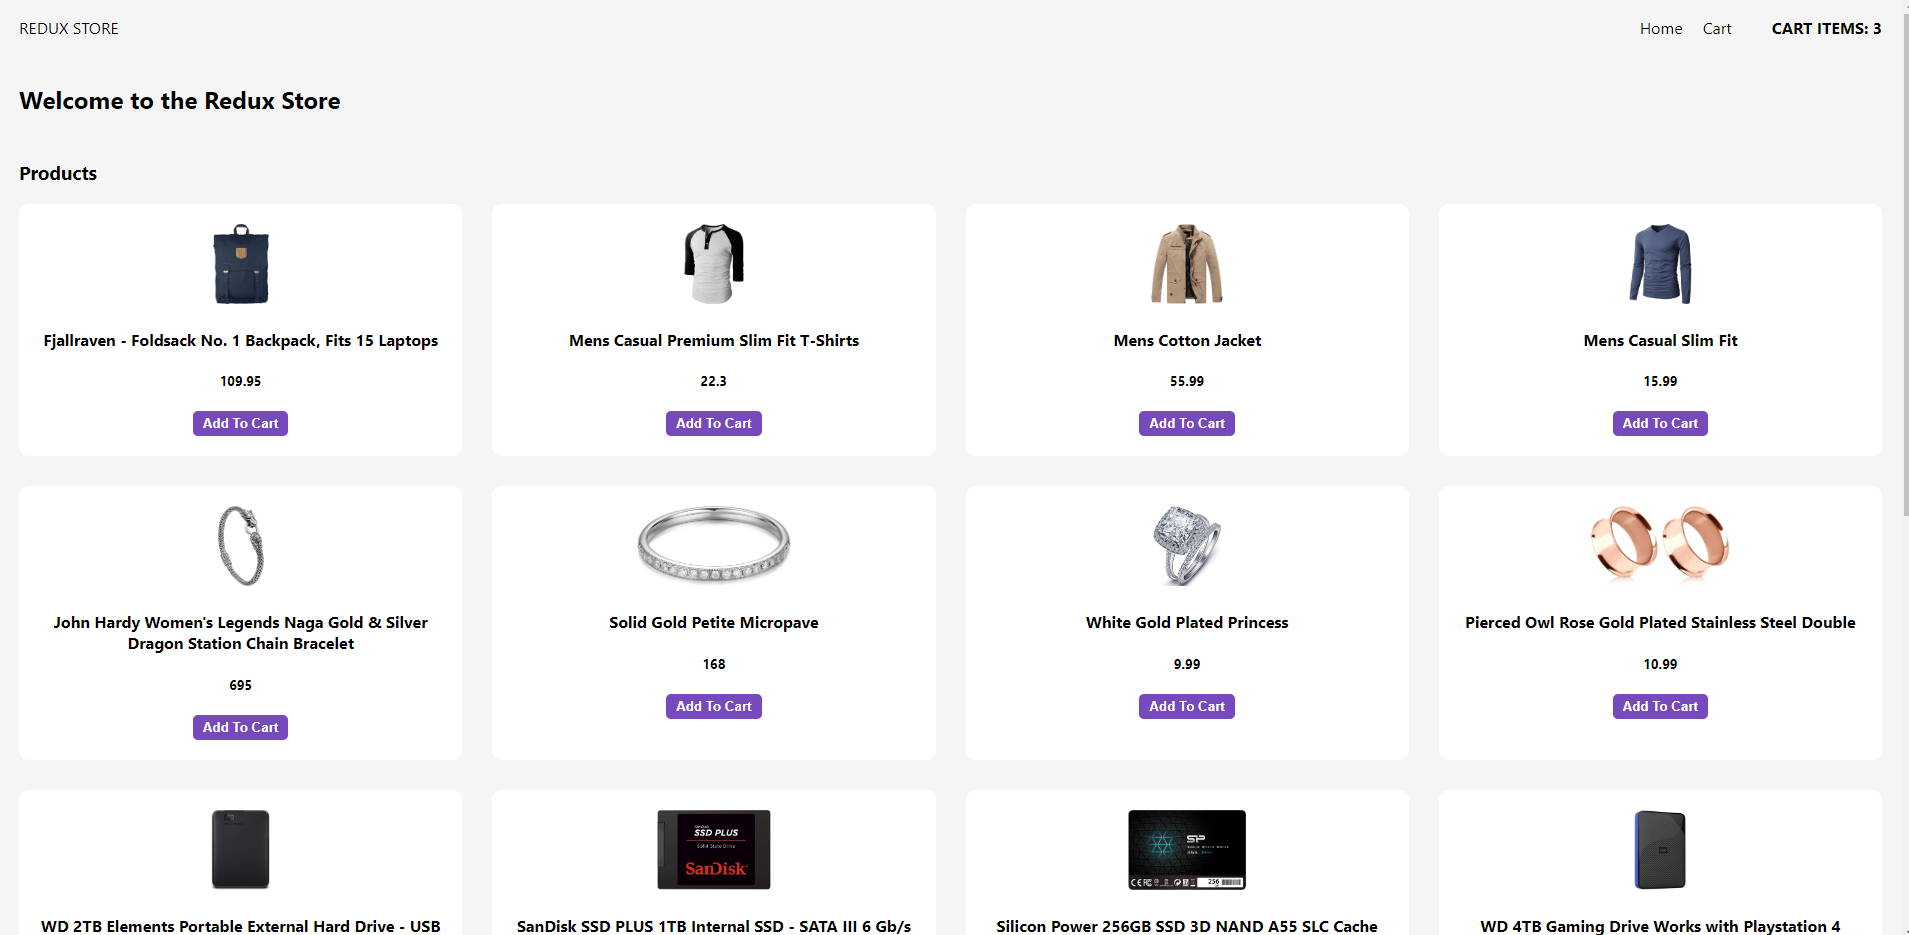 REDUX STORE
Home Cart CART ITEMS: 3
Welcome to the Redux Store
Products
Fjallraven - Foldsack No. 1 Backpack, Fits 15 Laptops
109.95
Add To Cart
Mens Casual Premium Slim Fit T-Shirts
22.3
Add To Cart
Mens Cotton Jacket
55.99
Add To Cart
Mens Casual Slim Fit
15.99
Add To Cart
John Hardy Women's Legends Naga Gold & Silver
Dragon Station Chain Bracelet
695
Add To Cart
Solid Gold Petite Micropave
168
Add To Cart
White Gold Plated Princess
9.99
Add To Cart
Pierced Owl Rose Gold Plated Stainless Steel Double
10.99
Add To Cart
WD 2TB Elements Portable External Hard Drive - USB
SSD PLUS
Solid State Drive
SanDisk
SanDisk SSD PLUS 1TB Internal SSD - SATA III 6 Gb/s
SP
256
Silicon Power 256GB SSD 3D NAND A55 SLC Cache
WD 4TB Gaming Drive Works with Playstation 4